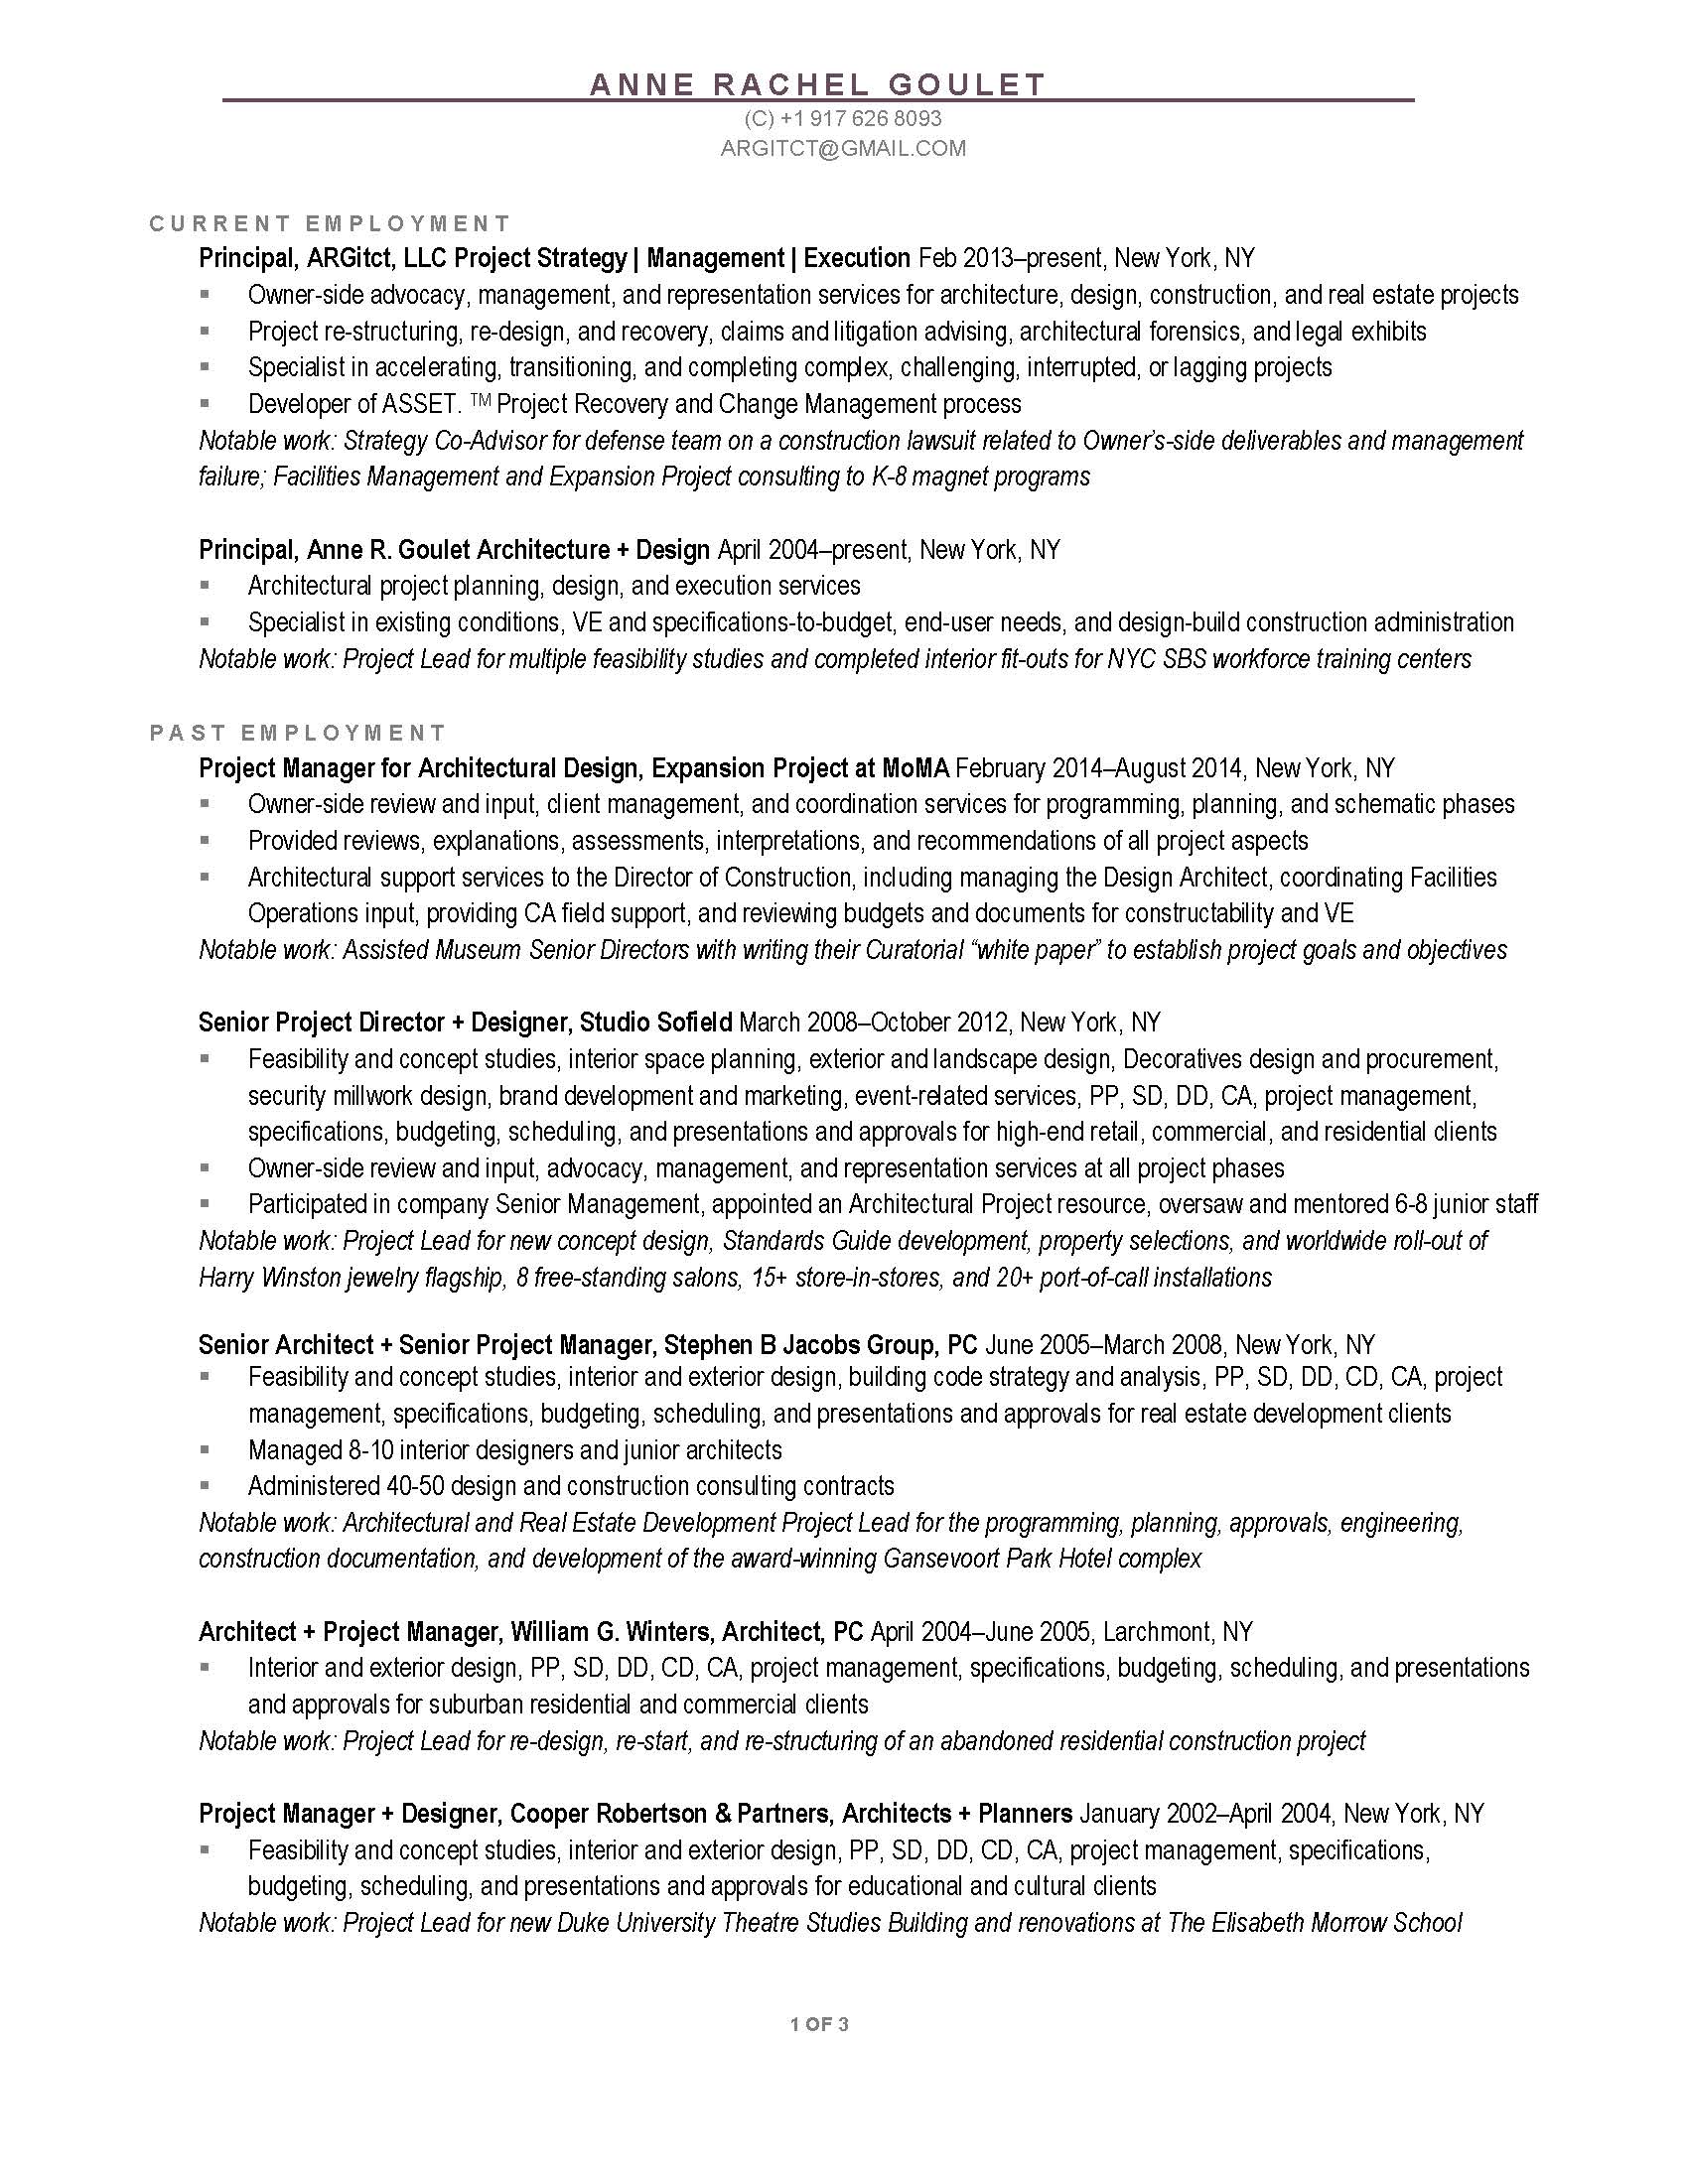 ANNE RACHEL GOULET
(C) +1 917 626 8093
ARGITCT@GMAIL.COM
CURRENT EMPLOYMENT
Principal, ARGitct, LLC Project Strategy | Management | Execution Feb 2013–present, New York, NY
▪ Owner-side advocacy, management, and representation services for architecture, design, construction, and real estate projects
▪ Project re-structuring, re-design, and recovery, claims and litigation advising, architectural forensics, and legal exhibits
▪ Specialist in accelerating, transitioning, and completing complex, challenging, interrupted, or lagging projects
▪ Developer of ASSET. ™ Project Recovery and Change Management process
Notable work: Strategy Co-Advisor for defense team on a construction lawsuit related to Owner's-side deliverables and management
failure; Facilities Management and Expansion Project consulting to K-8 magnet programs
Principal, Anne R. Goulet Architecture + Design April 2004–present, New York, NY
▪ Architectural project planning, design, and execution services
▪ Specialist in existing conditions, VE and specifications-to-budget, end-user needs, and design-build construction administration
Notable work: Project Lead for multiple feasibility studies and completed interior fit-outs for NYC SBS workforce training centers
PAST EMPLOYMENT
Project Manager for Architectural Design, Expansion Project at MoMA February 2014–August 2014, New York, NY
▪ Owner-side review and input, client management, and coordination services for programming, planning, and schematic phases
▪ Provided reviews, explanations, assessments, interpretations, and recommendations of all project aspects
▪ Architectural support services to the Director of Construction, including managing the Design Architect, coordinating Facilities
Operations input, providing CA field support, and reviewing budgets and documents for constructability and VE
Notable work: Assisted Museum Senior Directors with writing their Curatorial “white paper” to establish project goals and objectives
Senior Project Director + Designer, Studio Sofield March 2008–October 2012, New York, NY
▪ Feasibility and concept studies, interior space planning, exterior and landscape design, Decoratives design and procurement,
security millwork design, brand development and marketing, event-related services, PP, SD, DD, CA, project management,
specifications, budgeting, scheduling, and presentations and approvals for high-end retail, commercial, and residential clients
▪ Owner-side review and input, advocacy, management, and representation services at all project phases
▪ Participated in company Senior Management, appointed an Architectural Project resource, oversaw and mentored 6-8 junior staff
Notable work: Project Lead for new concept design, Standards Guide development, property selections, and worldwide roll-out of
Harry Winston jewelry flagship, 8 free-standing salons, 15+ store-in-stores, and 20+ port-of-call installations
Senior Architect + Senior Project Manager, Stephen B Jacobs Group, PC June 2005–March 2008, New York, NY
▪ Feasibility and concept studies, interior and exterior design, building code strategy and analysis, PP, SD, DD, CD, CA, project
management, specifications, budgeting, scheduling, and presentations and approvals for real estate development clients
▪ Managed 8-10 interior designers and junior architects
▪ Administered 40-50 design and construction consulting contracts
Notable work: Architectural and Real Estate Development Project Lead for the programming, planning, approvals, engineering,
construction documentation, and development of the award-winning Gansevoort Park Hotel complex
Architect + Project Manager, William G. Winters, Architect, PC April 2004–June 2005, Larchmont, NY
▪ Interior and exterior design, PP, SD, DD, CD, CA, project management, specifications, budgeting, scheduling, and presentations
and approvals for suburban residential and commercial clients
Notable work: Project Lead for re-design, re-start, and re-structuring of an abandoned residential construction project
Project Manager + Designer, Cooper Robertson & Partners, Architects + Planners January 2002–April 2004, New York, NY
▪ Feasibility and concept studies, interior and exterior design, PP, SD, DD, CD, CA, project management, specifications,
budgeting, scheduling, and presentations and approvals for educational and cultural clients
Notable work: Project Lead for new Duke University Theatre Studies Building and renovations at The Elisabeth Morrow School
1 OF 3